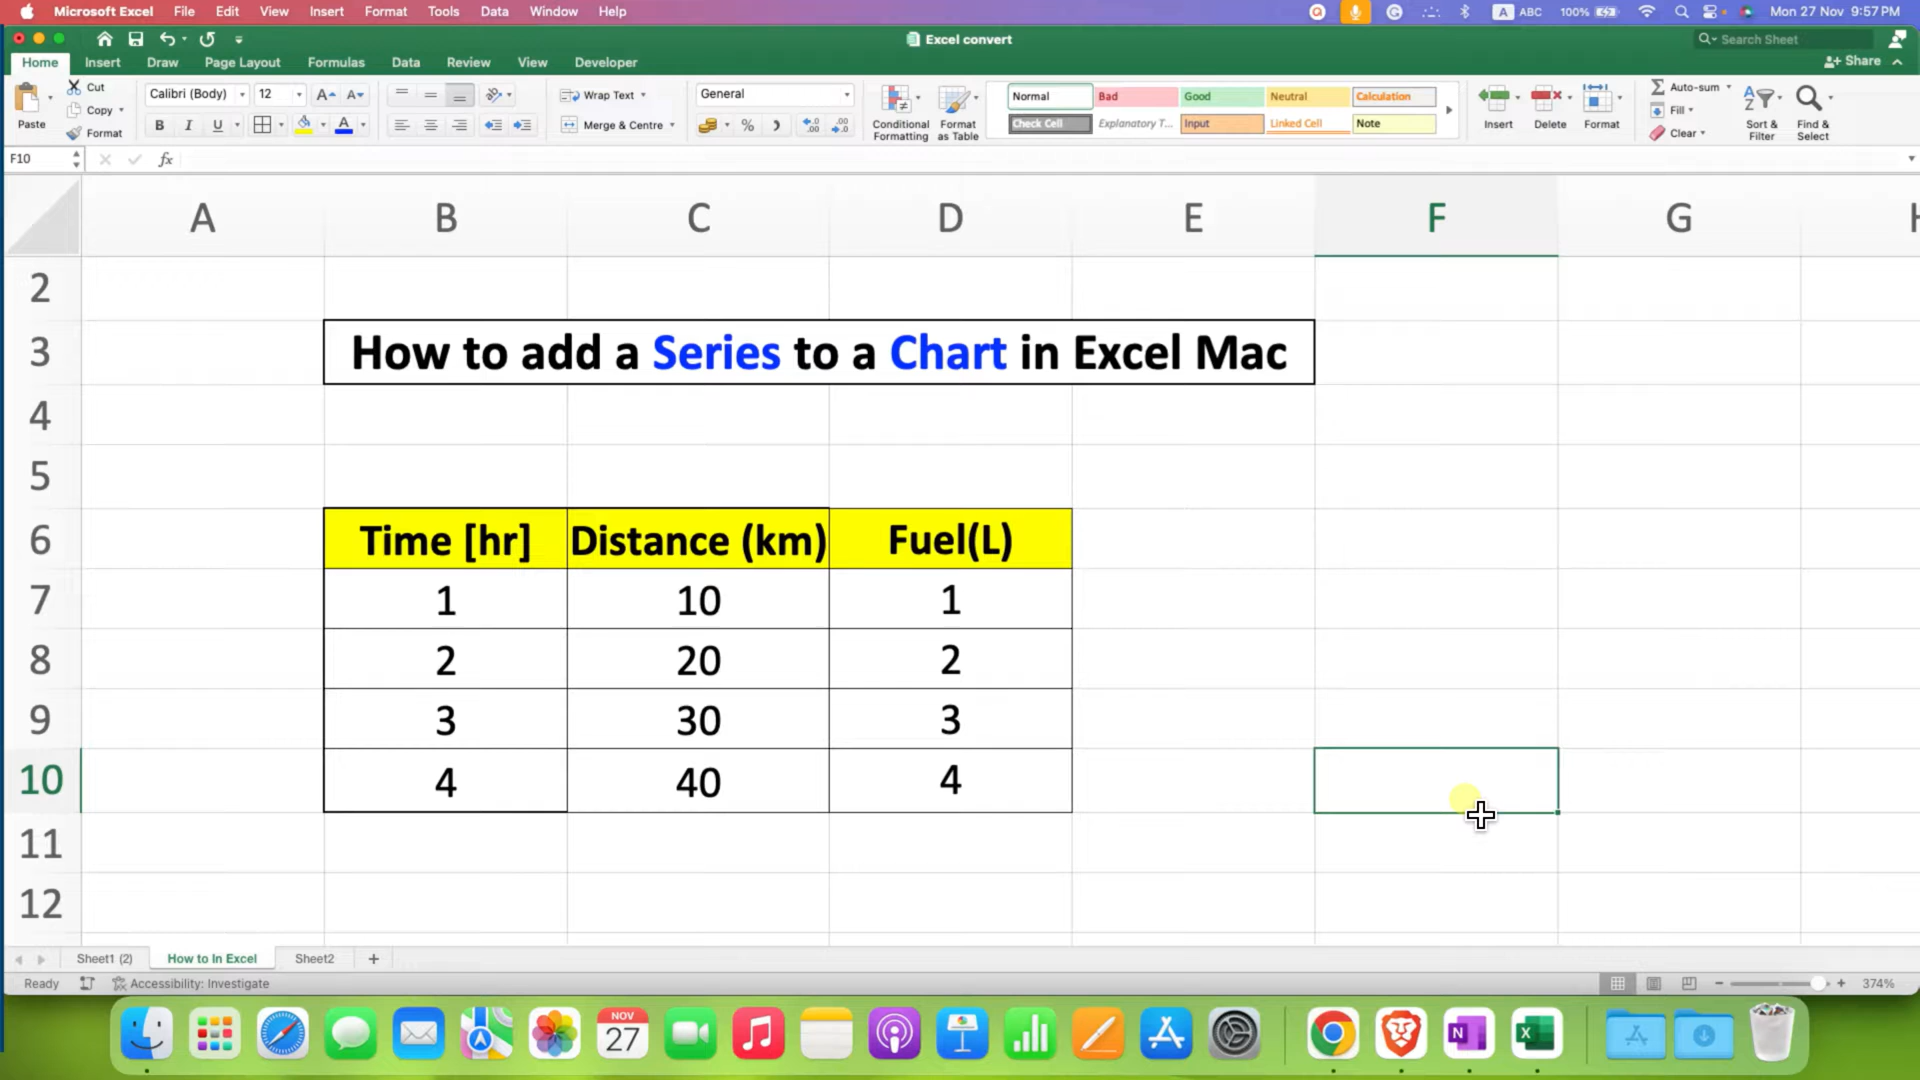 Microsoft Excel File Edit View Insert Format Tools Data Window Help A ABC 100% Mon 27 Nov 9:57 PM
Excel convert Search Sheet
Home Insert Draw Page Layout Formulas Data Review View Developer Share
Paste Cut Copy Format
Calibri (Body) 12 A A
B I U A
Wrap Text
Merge & Centre
General
%
Conditional Formatting
Format as Table
Normal Bad Good Neutral Calculation
Check Cell Explanatory T... Input Linked Cell Note
Insert Delete Format
Auto-sum
Fill
Clear
Sort & Filter
Find & Select
F10 fx
A B C D E F G H
2
3 How to add a Series to a Chart in Excel Mac
4
5
6 Time [hr] Distance (km) Fuel(L)
7 1 10 1
8 2 20 2
9 3 30 3
10 4 40 4
11
12
Sheet1 (2) How to In Excel Sheet2 +
Ready Accessibility: Investigate 374%
NOV
27